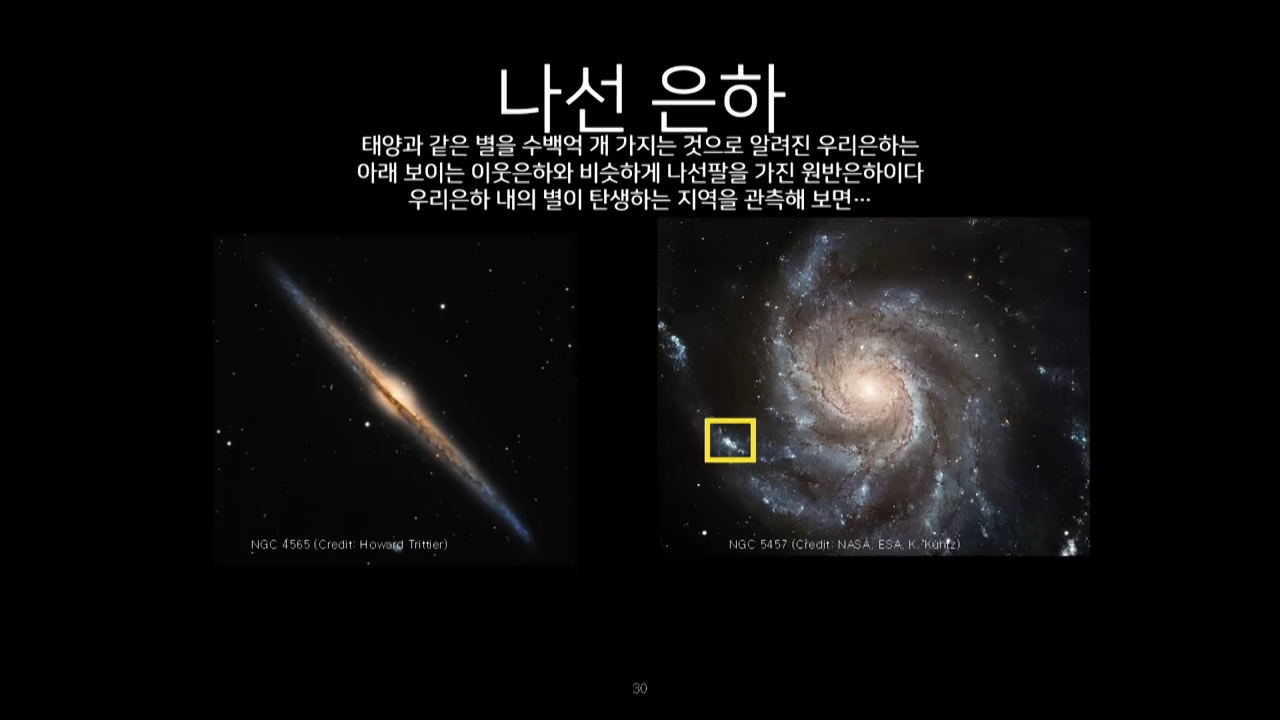 나선 은하
태양과 같은 별을 수백억 개 가지는 것으로 알려진 우리은하는
아래 보이는 이웃은하와 비슷하게 나선팔을 가진 원반은하이다
우리은하 내의 별이 탄생하는 지역을 관측해 보면…
NGC 4565 (Credit: Howard Trittier)
NGC 5457 (Credit: NASA, ESA, K. Kuntz)
30